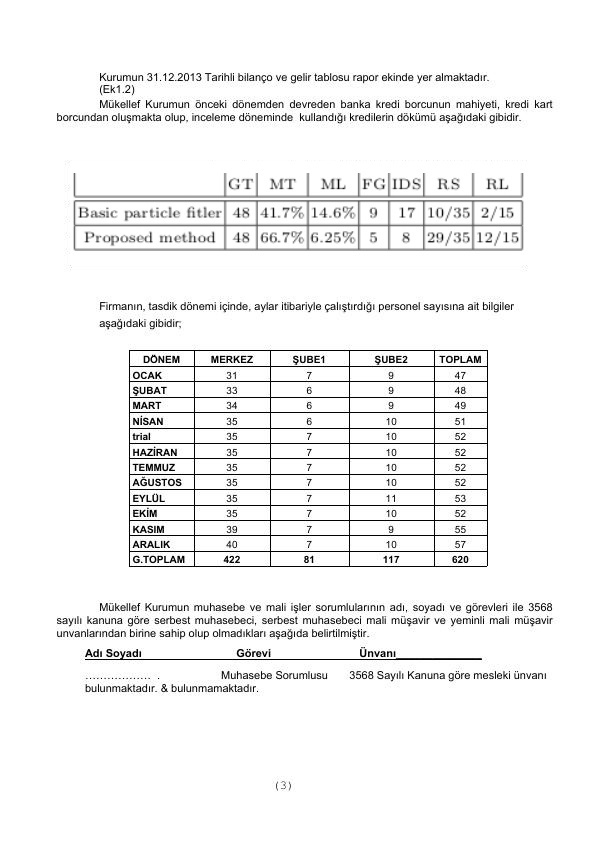 Kurumun 31.12.2013 Tarihli bilanço ve gelir tablosu rapor ekinde yer almaktadır.
(Ek1.2)
Mükellef Kurumun önceki dönemden devreden banka kredi borcunun mahiyeti, kredi kart
borcundan oluşmakta olup, inceleme döneminde kullandığı kredilerin dökümü aşağıdaki gibidir.
GT MT ML FG IDS RS RL
Basic particle fitler 48 41.7% 14.6% 9 17 10/35 2/15
Proposed method 48 66.7% 6.25% 5 8 29/35 12/15
Firmanın, tasdik dönemi içinde, aylar itibariyle çalıştırdığı personel sayısına ait bilgiler
aşağıdaki gibidir;
DÖNEM MERKEZ ŞUBE1 ŞUBE2 TOPLAM
OCAK 31 7 9 47
ŞUBAT 33 6 9 48
MART 34 6 9 49
NİSAN 35 6 10 51
trial 35 7 10 52
HAZİRAN 35 7 10 52
TEMMUZ 35 7 10 52
AĞUSTOS 35 7 10 52
EYLÜL 35 7 11 53
EKİM 35 7 10 52
KASIM 39 7 9 55
ARALIK 40 7 10 57
G.TOPLAM 422 81 117 620
Mükellef Kurumun muhasebe ve mali işler sorumlularının adı, soyadı ve görevleri ile 3568
sayılı kanuna göre serbest muhasebeci, serbest muhasebeci mali müşavir ve yeminli mali müşavir
unvanlarından birine sahip olup olmadıkları aşağıda belirtilmiştir.
Adı Soyadı Görevi Ünvanı______________
……………… . Muhasebe Sorumlusu 3568 Sayılı Kanuna göre mesleki ünvanı
bulunmaktadır. & bulunmamaktadır.
(3)